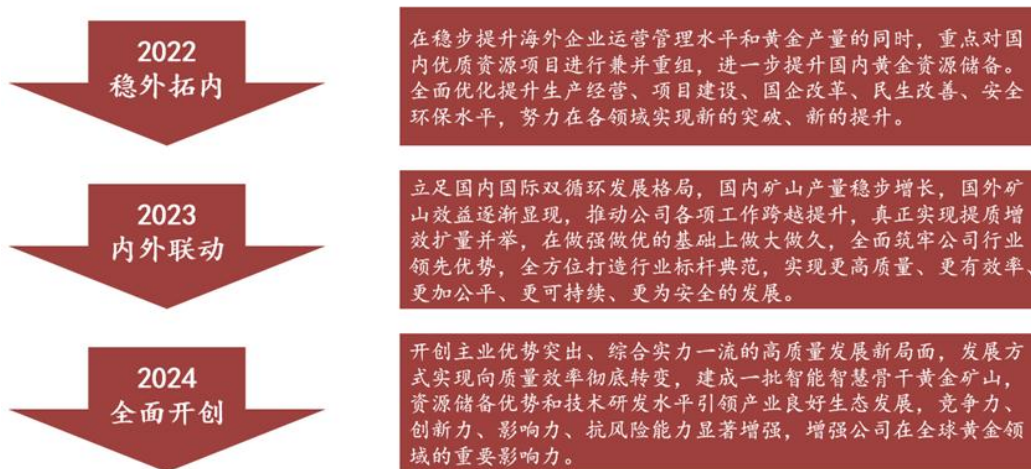 2022
稳外拓内
在稳步提升海外企业运营管理水平和黄金产量的同时，重点对国
内优质资源项目进行兼并重组，进一步提升国内黄金资源储备。
全面优化提升生产经营、项目建设、国企改革、民生改善、安全
环保水平，努力在各领域实现新的突破、新的提升。
2023
内外联动
立足国内国际双循环发展格局，国内矿山产量稳步增长，国外矿
山效益逐渐显现，推动公司各项工作跨越提升，真正实现提质增
效扩量并举，在做强做优的基础上做大做久，全面筑牢公司行业
领先优势，全方位打造行业标杆典范，实现更高质量、更有效率、
更加公平、更可持续、更为安全的发展。
2024
全面开创
开创主业优势突出、综合实力一流的高质量发展新局面，发展方
式实现向质量效率彻底转变，建成一批智能智慧骨干黄金矿山，
资源储备优势和技术研发水平引领产业良好生态发展，竞争力、
创新力、影响力、抗风险能力显著增强，增强公司在全球黄金领
域的重要影响力。